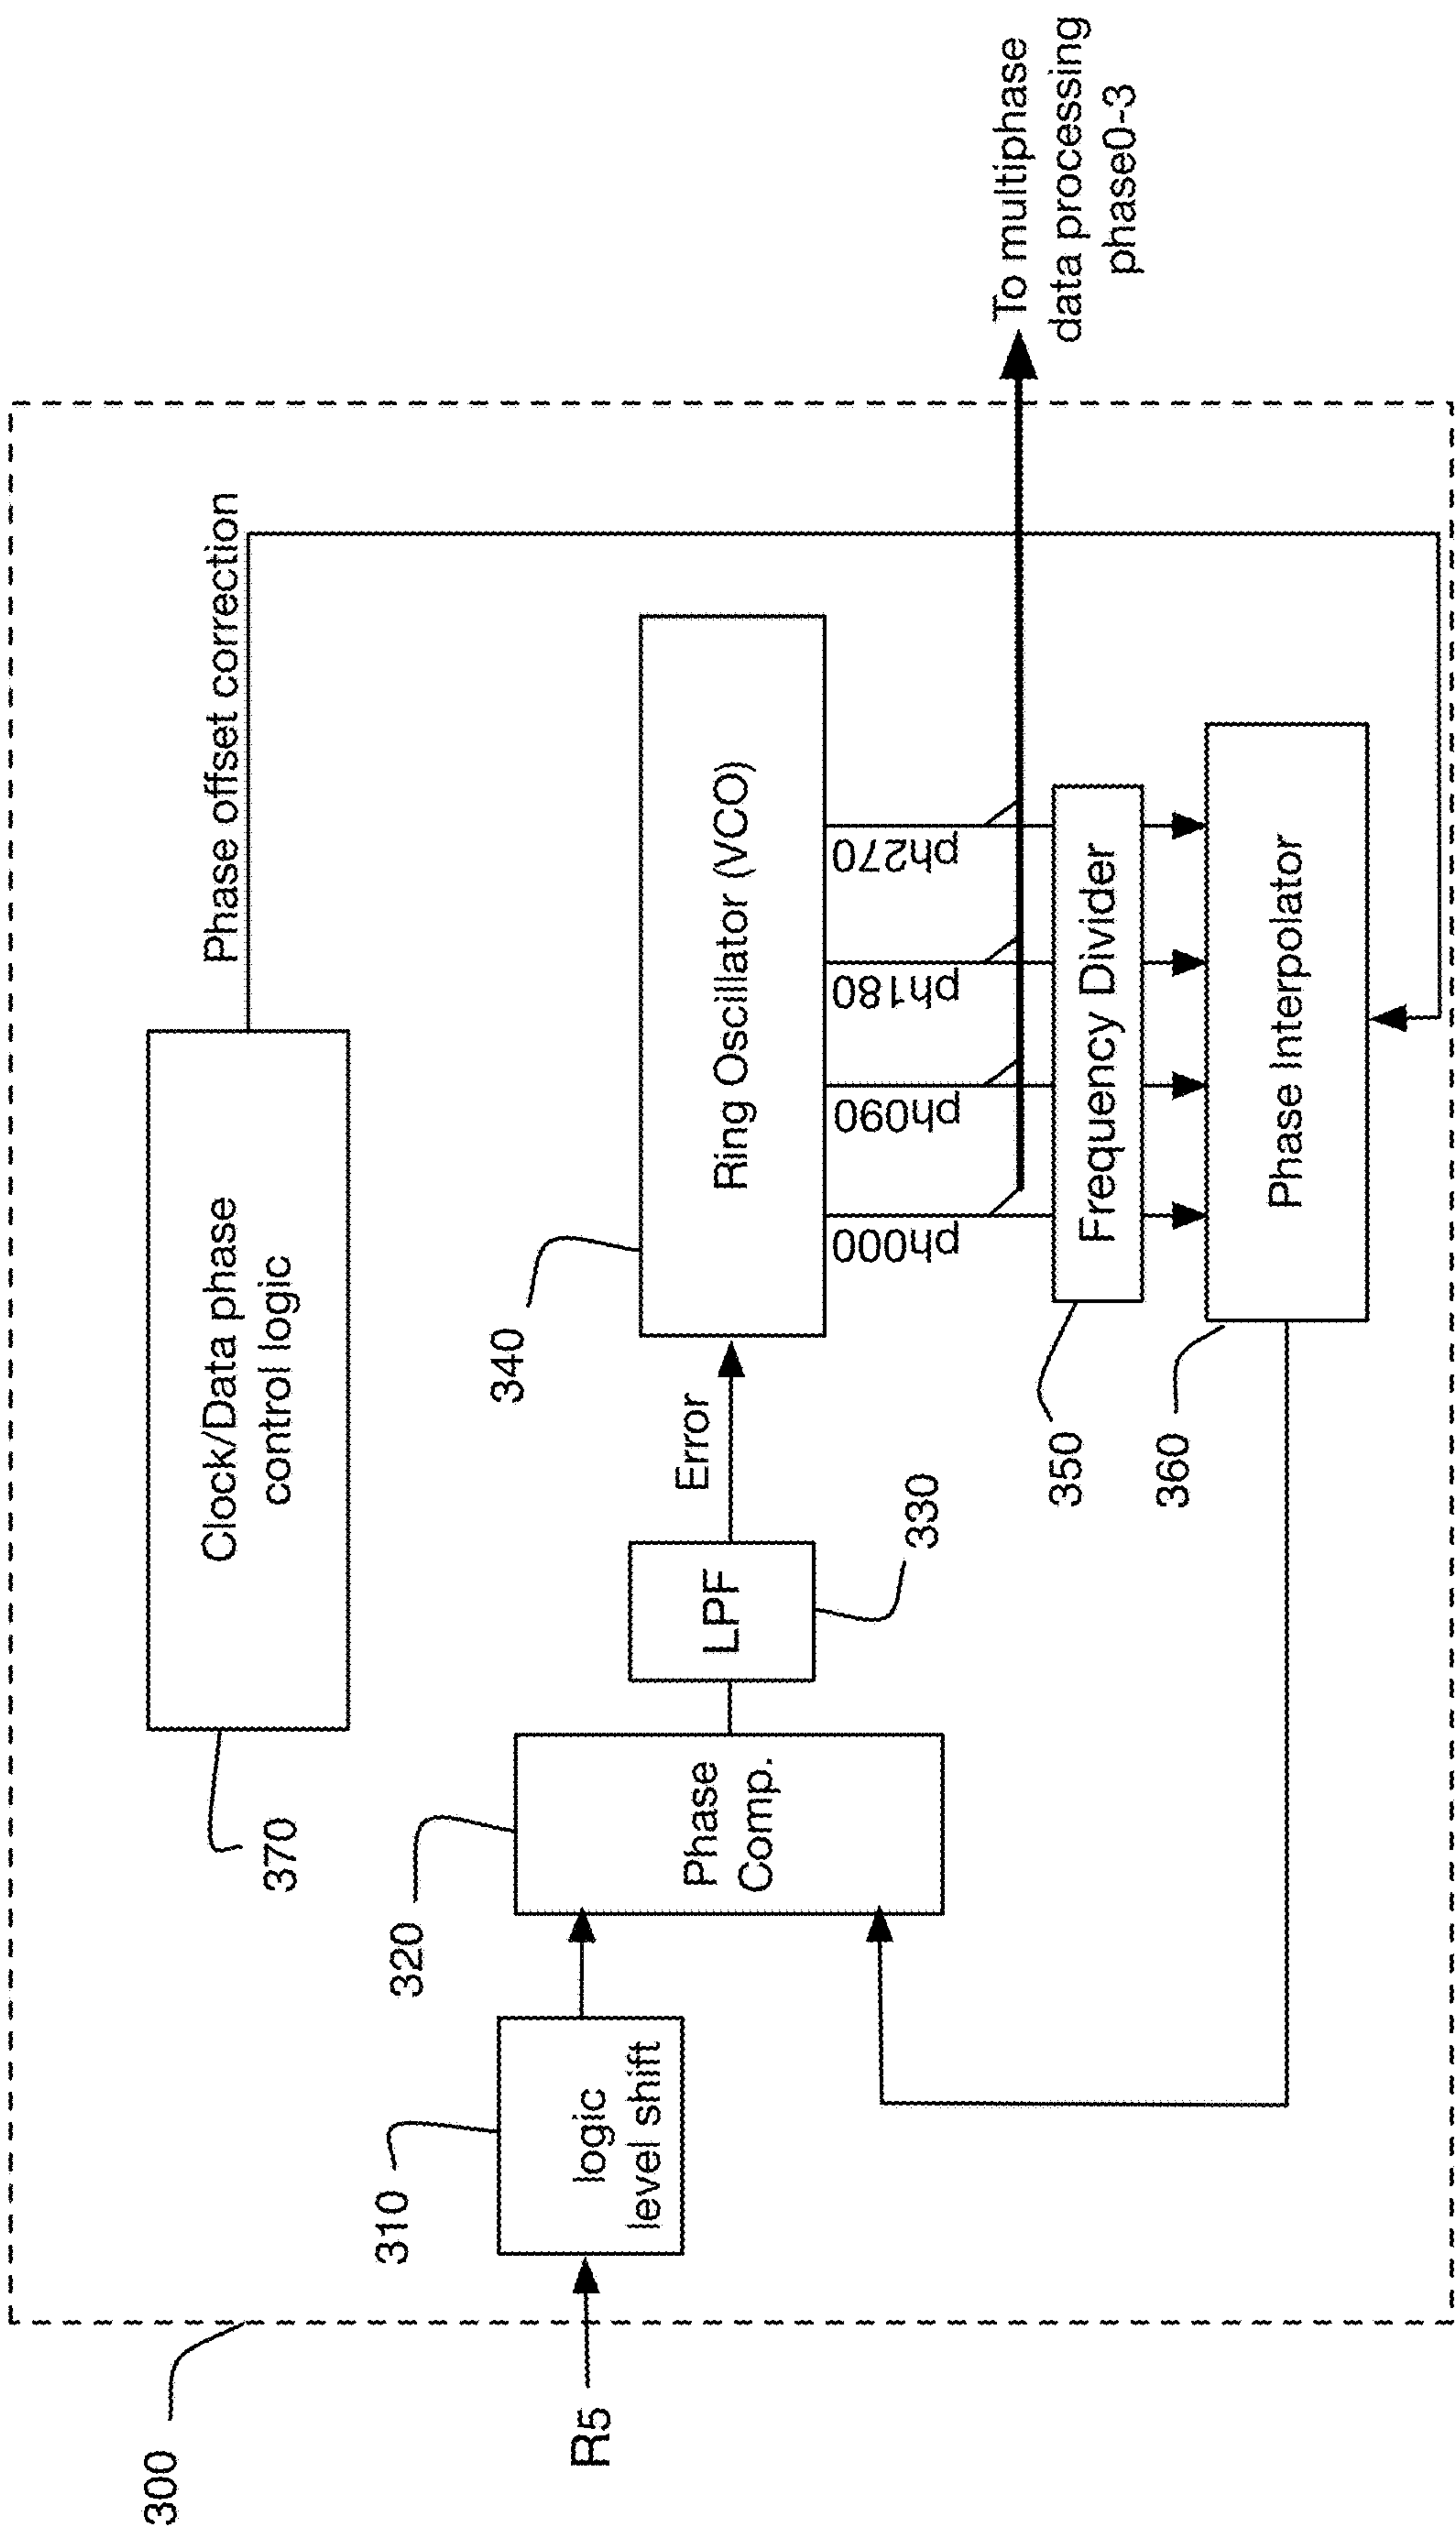 300
370
Clock/Data phase
control logic
Phase offset correction
R5
310
logic
level shift
320
Phase
Comp.
LPF
330
Error
340
Ring Oscillator (VCO)
ph000
ph090
ph180
ph270
To multiphase
data processing
phase0-3
350
Frequency Divider
360
Phase Interpolator